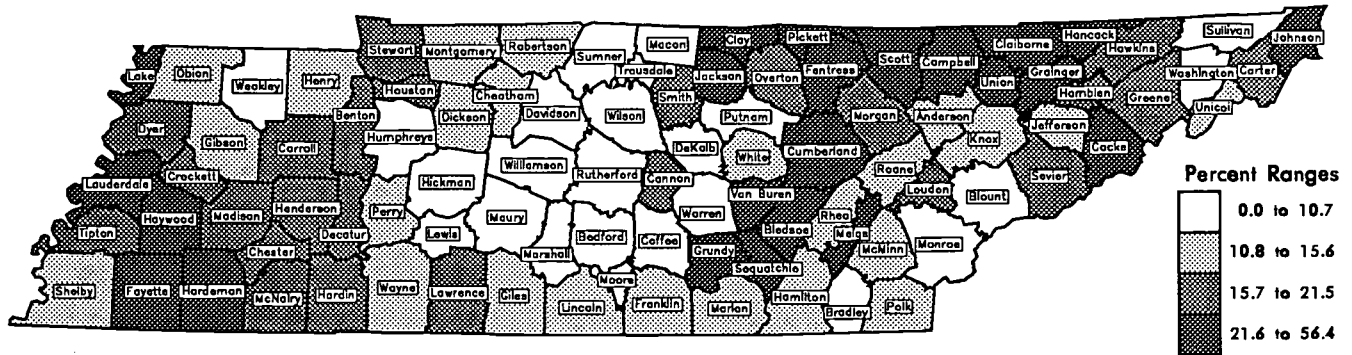 Stewart Montgomery Robertson Sumner Macon Clay Pickett Scott Campbell Claiborne Hancock Hawkins Sullivan Johnson
Lake Obion Weakley Henry Houston Cheatham Trausdale Smith Jackson Overton Fentress Union Grainger Hamblen Greene Washington Carter Unicoi
Dyer Gibson Carroll Benton Humphreys Dickson Davidson Wilson DeKalb Putnam White Cumberland Morgan Anderson Knox Jefferson Cocke
Lauderdale Crockett Haywood Madison Henderson Decatur Perry Hickman Williamson Rutherford Cannon Warren Van Buren Bledsoe Rhea Roane Loudon Blount Sevier
Tipton Chester Lewis Maury Marshall Bedford Coffee Grundy Sequatchie Meigs McMinn Monroe
Shelby Fayette Hardeman McNairy Hardin Wayne Lawrence Giles Lincoln Moore Franklin Marion Hamilton Bradley Polk
Percent Ranges
0.0 to 10.7
10.8 to 15.6
15.7 to 21.5
21.6 to 56.4